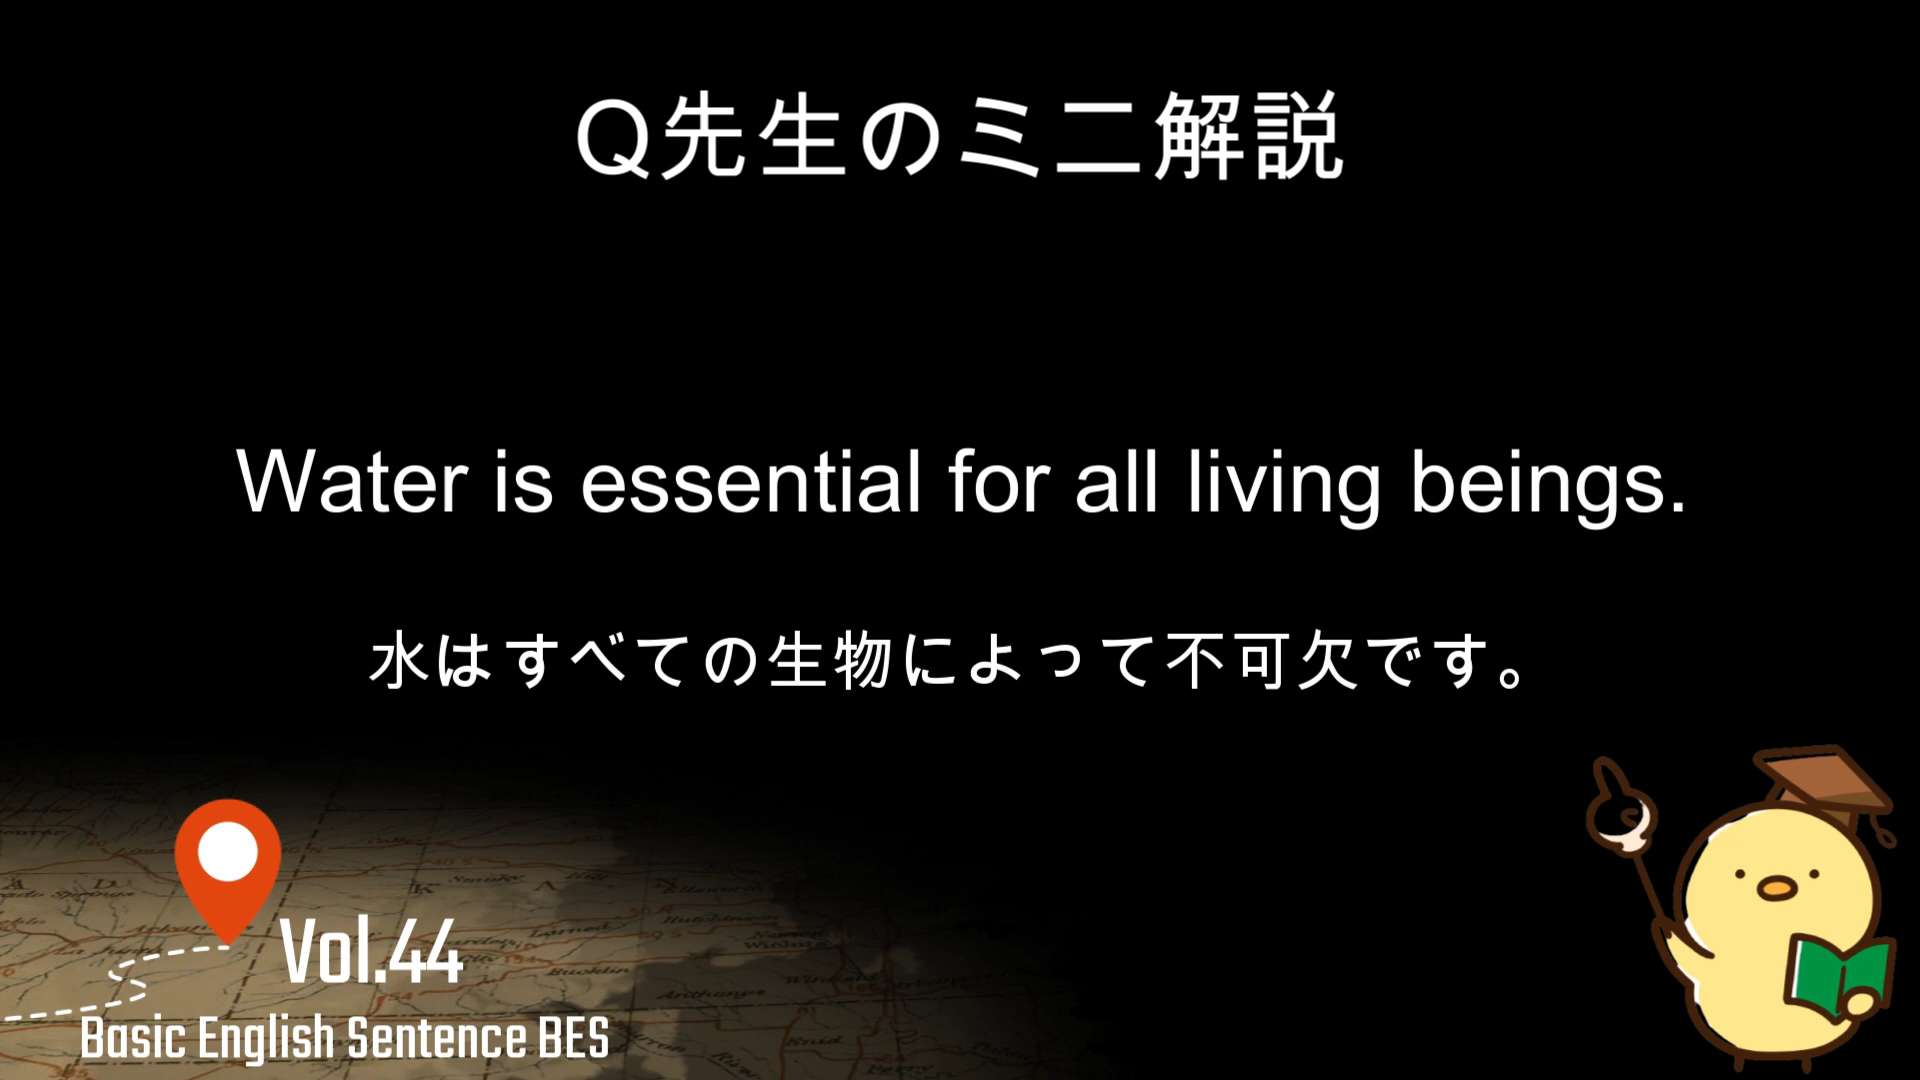 Q先生のミニ解説
Water is essential for all living beings.
水はすべての生物によって不可欠です。
Vol.44
Basic English Sentence BES